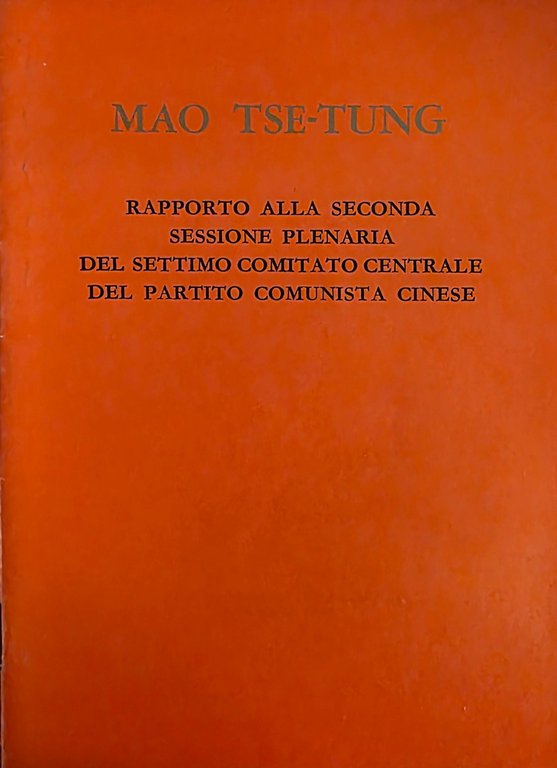 MAO TSE-TUNG
RAPPORTO ALLA SECONDA
SESSIONE PLENARIA
DEL SETTIMO COMITATO CENTRALE
DEL PARTITO COMUNISTA CINESE